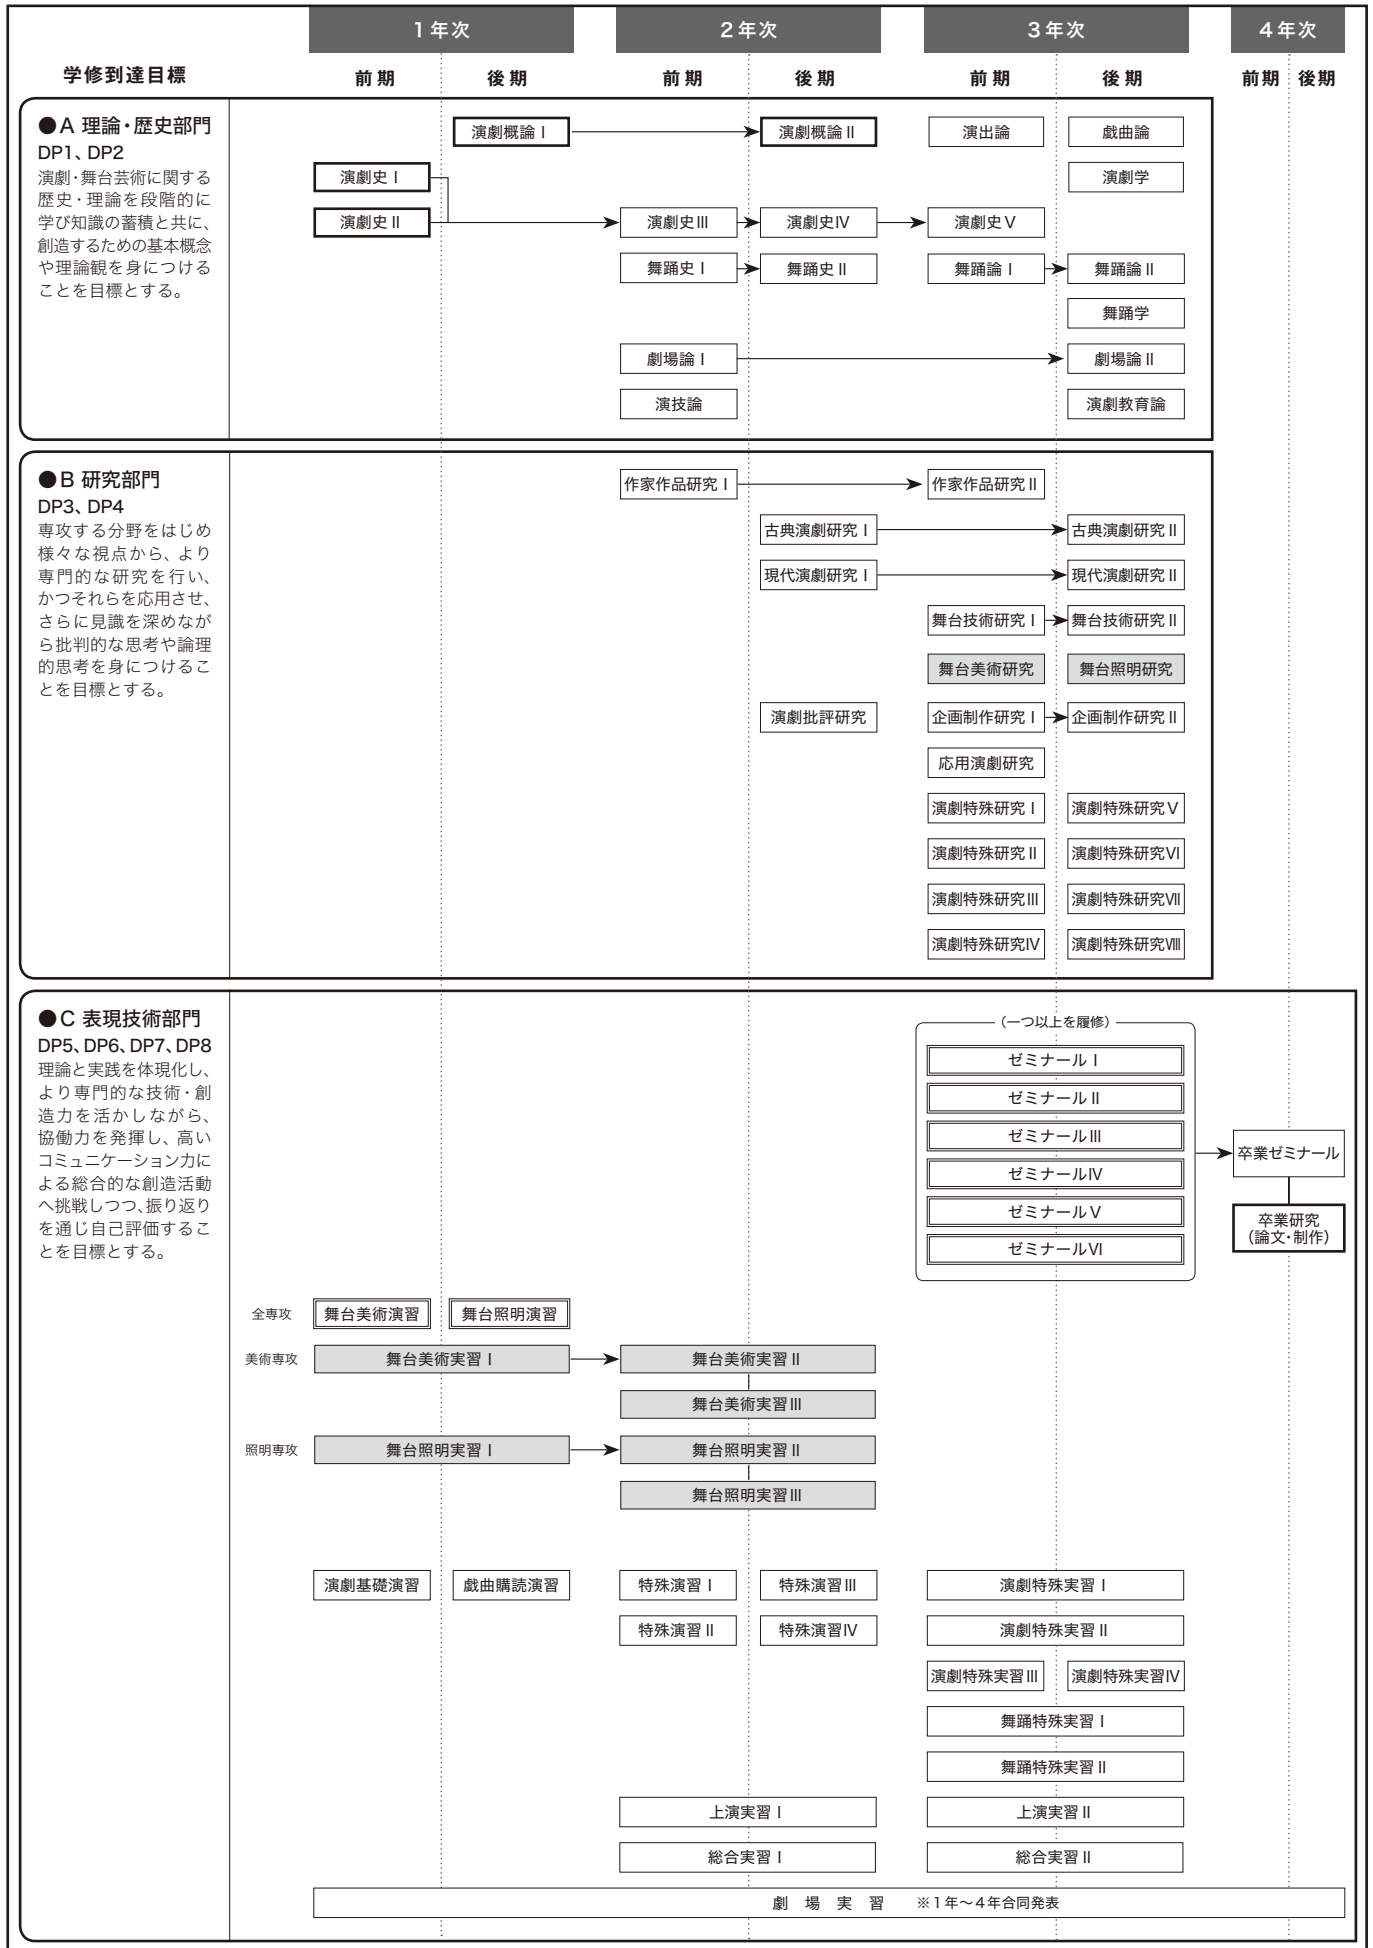 1年次 2年次 3年次 4年次
学修到達目標 前期 後期 前期 後期 前期 後期 前期 後期
●A 理論・歴史部門
DP1、DP2
演劇・舞台芸術に関する
歴史・理論を段階的に
学び知識の蓄積と共に、
創造するための基本概念
や理論観を身につける
ことを目標とする。
演劇概論Ⅰ 演劇概論Ⅱ 演出論 戯曲論
演劇史Ⅰ 演劇学
演劇史Ⅱ 演劇史Ⅲ 演劇史Ⅳ 演劇史Ⅴ
舞踊史Ⅰ 舞踊史Ⅱ 舞踊論Ⅰ 舞踊論Ⅱ
舞踊学
劇場論Ⅰ 劇場論Ⅱ
演技論 演劇教育論
●B 研究部門
DP3、DP4
専攻する分野をはじめ
様々な視点から、より
専門的な研究を行い、
かつそれらを応用させ、
さらに見識を深めなが
ら批判的な思考や論理
的思考を身につけるこ
とを目標とする。
作家作品研究Ⅰ 作家作品研究Ⅱ
古典演劇研究Ⅰ 古典演劇研究Ⅱ
現代演劇研究Ⅰ 現代演劇研究Ⅱ
舞台技術研究Ⅰ 舞台技術研究Ⅱ
舞台美術研究 舞台照明研究
演劇批評研究 企画制作研究Ⅰ 企画制作研究Ⅱ
応用演劇研究
演劇特殊研究Ⅰ 演劇特殊研究Ⅴ
演劇特殊研究Ⅱ 演劇特殊研究Ⅵ
演劇特殊研究Ⅲ 演劇特殊研究Ⅶ
演劇特殊研究Ⅳ 演劇特殊研究Ⅷ
●C 表現技術部門
DP5、DP6、DP7、DP8
理論と実践を体現化し、
より専門的な技術・創
造力を活かしながら、
協働力を発揮し、高い
コミュニケーション力に
よる総合的な創造活動
へ挑戦しつつ、振り返り
を通じ自己評価するこ
とを目標とする。
（一つ以上を履修）
ゼミナールⅠ
ゼミナールⅡ
ゼミナールⅢ
ゼミナールⅣ
ゼミナールⅤ
ゼミナールⅥ
卒業ゼミナール
卒業研究
（論文・制作）
全専攻 舞台美術演習 舞台照明演習
美術専攻 舞台美術実習Ⅰ 舞台美術実習Ⅱ
舞台美術実習Ⅲ
照明専攻 舞台照明実習Ⅰ 舞台照明実習Ⅱ
舞台照明実習Ⅲ
演劇基礎演習 戯曲購読演習 特殊演習Ⅰ 特殊演習Ⅲ 演劇特殊実習Ⅰ
特殊演習Ⅱ 特殊演習Ⅳ 演劇特殊実習Ⅱ
演劇特殊実習Ⅲ 演劇特殊実習Ⅳ
舞踊特殊実習Ⅰ
舞踊特殊実習Ⅱ
上演実習Ⅰ 上演実習Ⅱ
総合実習Ⅰ 総合実習Ⅱ
劇場実習 ※1年〜4年合同発表